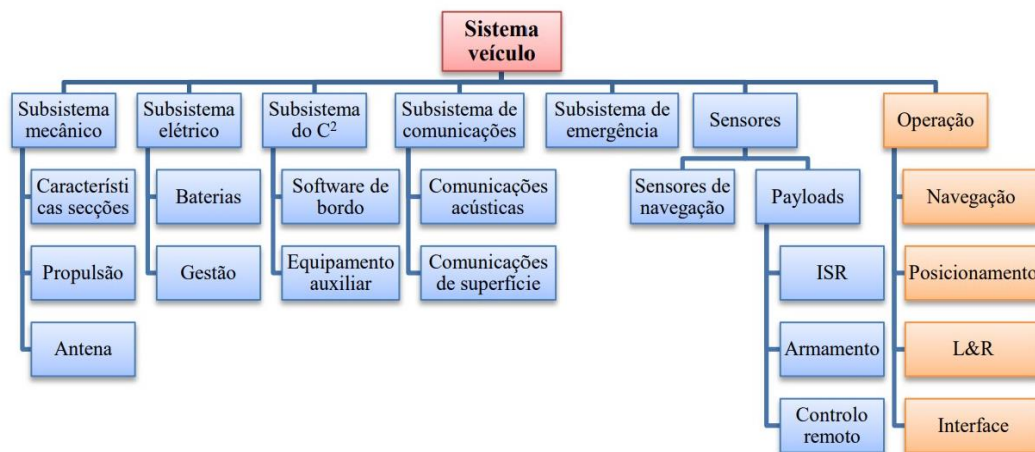 Sistema
veículo
Subsistema
mecânico
Subsistema
elétrico
Subsistema
do C²
Subsistema de
comunicações
Subsistema de
emergência
Sensores
Operação
Característi
cas secções
Baterias
Software de
bordo
Comunicações
acústicas
Sensores de
navegação
Payloads
Navegação
Propulsão
Gestão
Equipamento
auxiliar
Comunicações
de superfície
ISR
Posicionamento
Antena
Armamento
L&R
Controlo
remoto
Interface